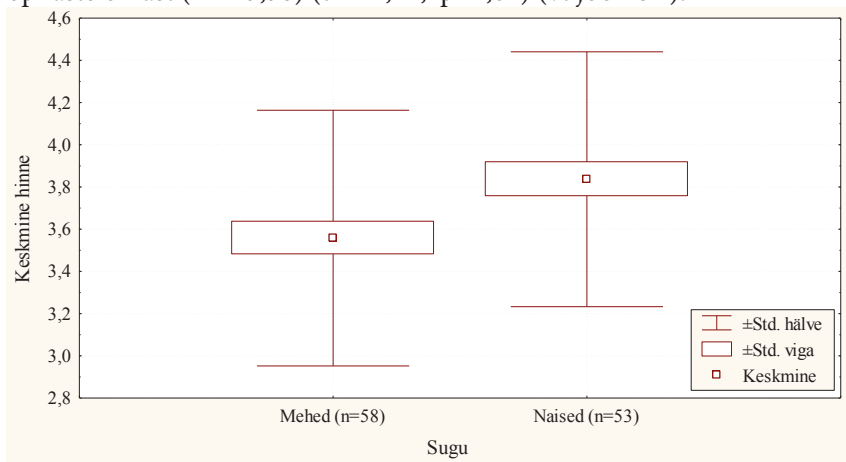 4,6
4,4
4,2
4,0
3,8
3,6
3,4
3,2
3,0
2,8
Keskmine hinne
Mehed (n=58)
Naised (n=53)
Sugu
±Std. hälve
±Std. viga
Keskmine